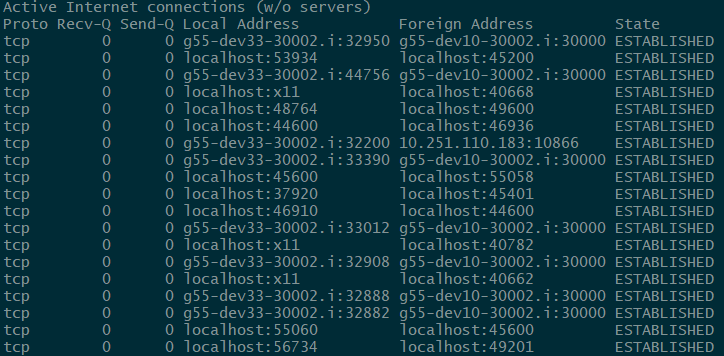 Active Internet connections (w/o servers)
Proto Recv-Q Send-Q Local Address           Foreign Address         State
tcp        0      0 g55-dev33-30002.i:32950 g55-dev10-30002.i:30000 ESTABLISHED
tcp        0      0 localhost:53934         localhost:45200         ESTABLISHED
tcp        0      0 g55-dev33-30002.i:44756 g55-dev10-30002.i:30000 ESTABLISHED
tcp        0      0 localhost:x11           localhost:40668         ESTABLISHED
tcp        0      0 localhost:48764         localhost:49600         ESTABLISHED
tcp        0      0 localhost:44600         localhost:46936         ESTABLISHED
tcp        0      0 g55-dev33-30002.i:32200 10.251.110.183:10866    ESTABLISHED
tcp        0      0 g55-dev33-30002.i:33390 g55-dev10-30002.i:30000 ESTABLISHED
tcp        0      0 localhost:45600         localhost:55058         ESTABLISHED
tcp        0      0 localhost:37920         localhost:45401         ESTABLISHED
tcp        0      0 localhost:46910         localhost:44600         ESTABLISHED
tcp        0      0 g55-dev33-30002.i:33012 g55-dev10-30002.i:30000 ESTABLISHED
tcp        0      0 localhost:x11           localhost:40782         ESTABLISHED
tcp        0      0 g55-dev33-30002.i:32908 g55-dev10-30002.i:30000 ESTABLISHED
tcp        0      0 localhost:x11           localhost:40662         ESTABLISHED
tcp        0      0 g55-dev33-30002.i:32888 g55-dev10-30002.i:30000 ESTABLISHED
tcp        0      0 g55-dev33-30002.i:32882 g55-dev10-30002.i:30000 ESTABLISHED
tcp        0      0 localhost:55060         localhost:45600         ESTABLISHED
tcp        0      0 localhost:56734         localhost:49201         ESTABLISHED